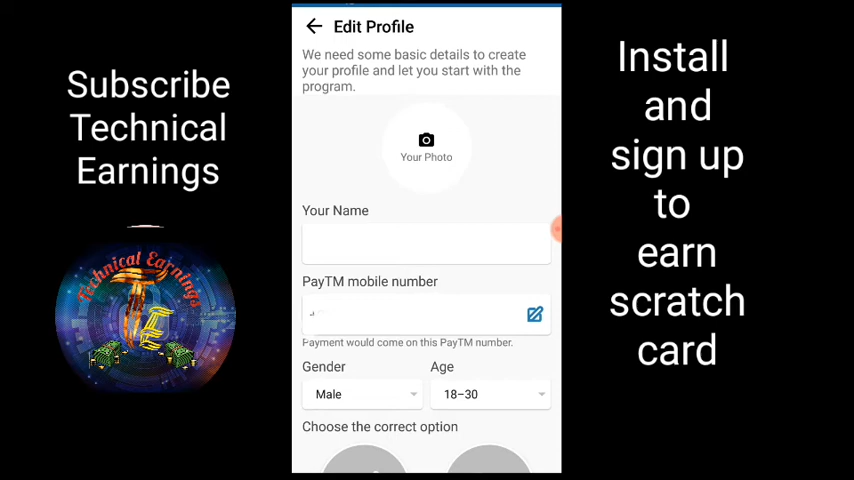 Subscribe
Technical
Earnings
Technical Earnings
TE
Edit Profile
We need some basic details to create
your profile and let you start with the
program.
Your Photo
Your Name
PayTM mobile number
Payment would come on this PayTM number.
Gender
Age
Male
18–30
Choose the correct option
Install
and
sign up
to
earn
scratch
card